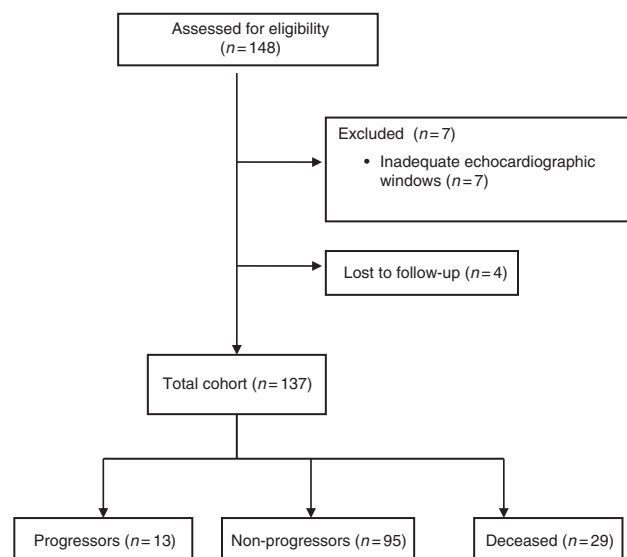 Assessed for eligibility
(n=148)
Excluded (n=7)
• Inadequate echocardiographic
windows (n=7)
Lost to follow-up (n=4)
Total cohort (n=137)
Progressors (n=13)
Non-progressors (n=95)
Deceased (n=29)